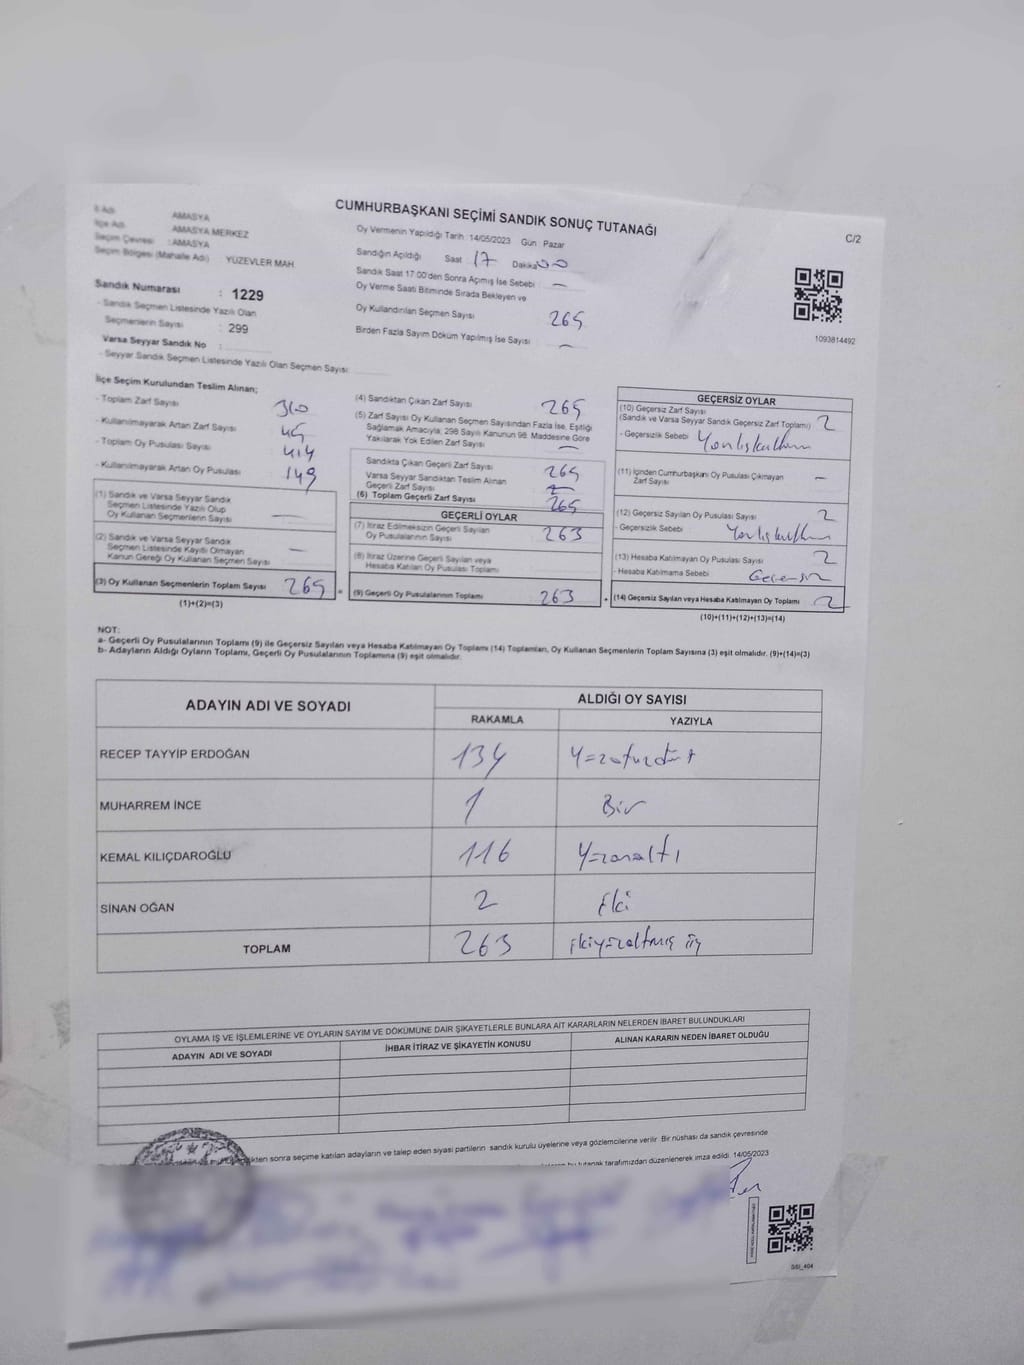 CUMHURBAŞKANI SEÇİMİ SANDIK SONUÇ TUTANAĞI
C/2
İl Adı AMASYA
İlçe Adı AMASYA MERKEZ
Seçim Çevresi : AMASYA
Seçim Bölgesi (Mahalle Adı) YÜZEVLER MAH.
Sandık Numarası : 1229
- Sandık Seçmen Listesinde Yazılı Olan
Seçmenlerin Sayısı : 299
Varsa Seyyar Sandık No :
- Seyyar Sandık Seçmen Listesinde Yazılı Olan Seçmen Sayısı:
Oy Vermenin Yapıldığı Tarih :14/05/2023 Gün Pazar
Sandığın Açıldığı Saat 17 Dakika 00
Sandık Saat 17:00'den Sonra Açımış İse Sebebi —
Oy Verme Saati Bitiminde Sırada Bekleyen ve
Oy Kullandırılan Seçmen Sayısı 265
Birden Fazla Sayım Döküm Yapılmış İse Sayısı —
1093814492
İlçe Seçim Kurulundan Teslim Alınan;
- Toplam Zarf Sayısı 310
- Kullanılmayarak Artan Zarf Sayısı 45
- Toplam Oy Pusulası Sayısı 414
- Kullanılmayarak Artan Oy Pusulası 149
(1) Sandık ve Varsa Seyyar Sandık
Seçmen Listesinde Yazılı Olup
Oy Kullanan Seçmenlerin Sayısı —
(2) Sandık ve Varsa Seyyar Sandık
Seçmen Listesinde Kayıtlı Olmayan
Kanun Gereği Oy Kullanan Seçmen Sayısı —
(3) Oy Kullanan Seçmenlerin Toplam Sayısı 265 =
(1)+(2)=(3)
(4) Sandıktan Çıkan Zarf Sayısı 265
(5) Zarf Sayısı Oy Kullanan Seçmen Sayısından Fazla İse, Eşitliği
Sağlamak Amacıyla; 298 Sayılı Kanunun 98. Maddesine Göre
Yakılarak Yok Edilen Zarf Sayısı —
Sandıkta Çıkan Geçerli Zarf Sayısı 265
Varsa Seyyar Sandıktan Teslim Alınan
Geçerli Zarf Sayısı
(6) Toplam Geçerli Zarf Sayısı 265
GEÇERLİ OYLAR
(7) İtiraz Edilmeksizin Geçerli Sayılan
Oy Pusulalarının Sayısı 263
(8) İtiraz Üzerine Geçerli Sayılan veya
Hesaba Katılan Oy Pusulası Toplamı
(9) Geçerli Oy Pusulalarının Toplamı 263 +
GEÇERSİZ OYLAR
(10) Geçersiz Zarf Sayısı
(Sandık ve Varsa Seyyar Sandık Geçersiz Zarf Toplamı) 2
- Geçersizlik Sebebi Yanlış kullanım
(11) İçinden Cumhurbaşkanı Oy Pusulası Çıkmayan
Zarf Sayısı —
(12) Geçersiz Sayılan Oy Pusulası Sayısı 2
- Geçersizlik Sebebi Yanlış kullanım
(13) Hesaba Katılmayan Oy Pusulası Sayısı 2
- Hesaba Katılmama Sebebi Geçersiz
(14) Geçersiz Sayılan veya Hesaba Katılmayan Oy Toplamı 2
(10)+(11)+(12)+(13)=(14)
NOT:
a- Geçerli Oy Pusulalarının Toplamı (9) ile Geçersiz Sayılan veya Hesaba Katılmayan Oy Toplamı (14) Toplamları, Oy Kullanan Seçmenlerin Toplam Sayısına (3) eşit olmalıdır. (9)+(14)=(3)
b- Adayların Aldığı Oyların Toplamı, Geçerli Oy Pusulalarının Toplamına (9) eşit olmalıdır.
ADAYIN ADI VE SOYADI
ALDIĞI OY SAYISI
RAKAMLA YAZIYLA
RECEP TAYYİP ERDOĞAN 134 Yüzotuzdört
MUHARREM İNCE 1 Bir
KEMAL KILIÇDAROĞLU 116 Yüzonaltı
SİNAN OĞAN 2 İki
TOPLAM 263 ikiyüzaltmış üç
OYLAMA İŞ VE İŞLEMLERİNE VE OYLARIN SAYIM VE DÖKÜMÜNE DAİR ŞİKAYETLERLE BUNLARA AİT KARARLARIN NELERDEN İBARET BULUNDUKLARI
ADAYIN ADI VE SOYADI İHBAR İTİRAZ VE ŞİKAYETİN KONUSU ALINAN KARARIN NEDEN İBARET OLDUĞU
sonra seçime katılan adayların ve talep eden siyasi partilerin sandık kurulu üyelerine veya gözlemcilerine verilir. Bir nüshası da sandık çevresinde
bu tutanak tarafımızdan düzenlenerek imza edildi. 14/05/2023
SSI_404